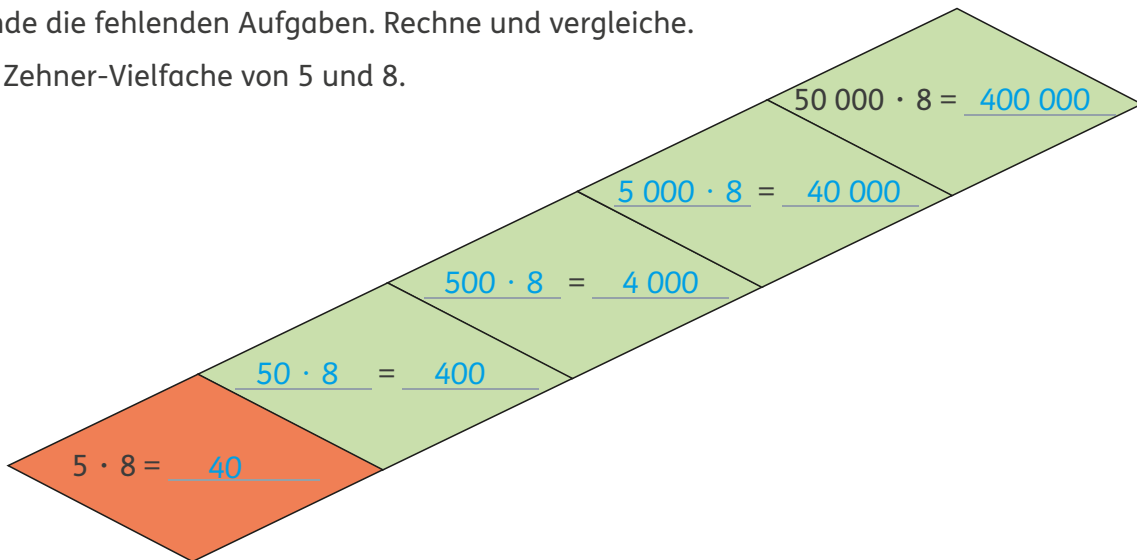 nde die fehlenden Aufgaben. Rechne und vergleiche.
Zehner-Vielfache von 5 und 8.
50 000 · 8 = 400 000
5 000 · 8 = 40 000
500 · 8 = 4 000
50 · 8 = 400
5 · 8 = 40